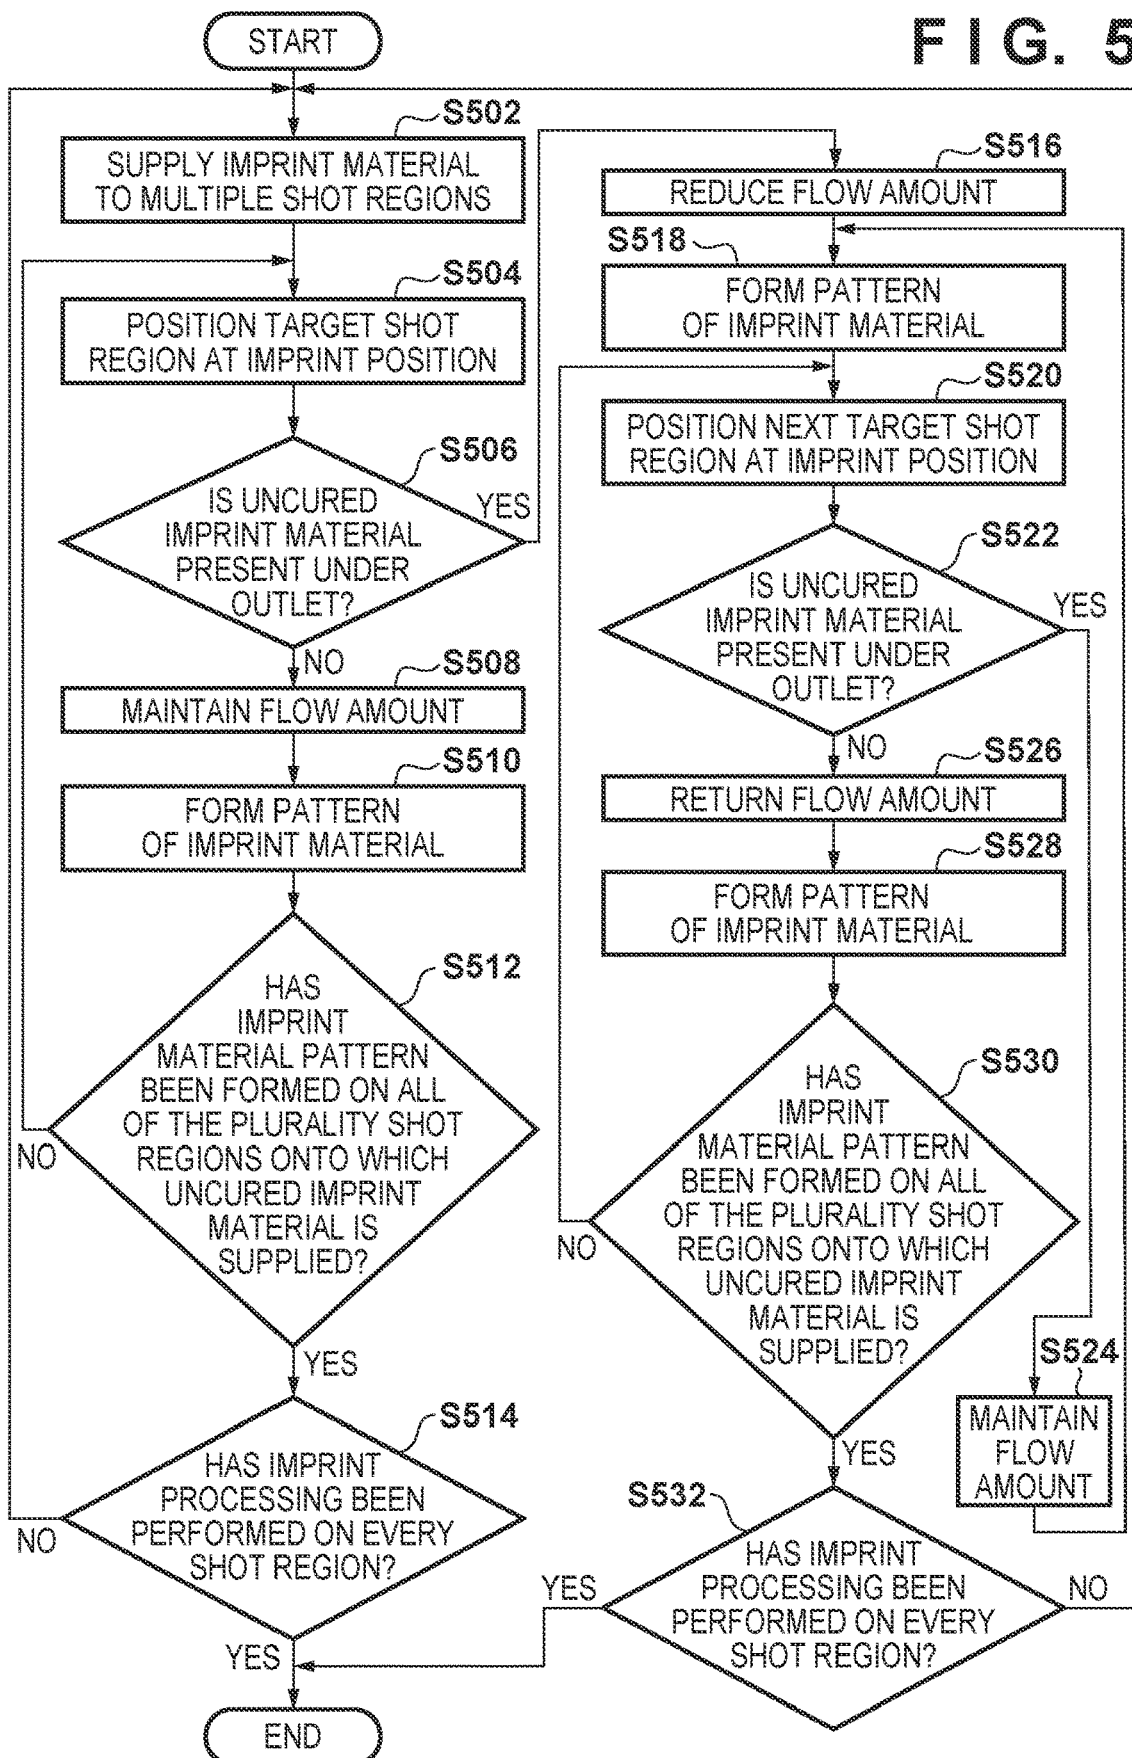 FIG. 5
START
S502
SUPPLY IMPRINT MATERIAL
TO MULTIPLE SHOT REGIONS
S504
POSITION TARGET SHOT
REGION AT IMPRINT POSITION
S506
IS UNCURED
IMPRINT MATERIAL
PRESENT UNDER
OUTLET?
YES
NO
S508
MAINTAIN FLOW AMOUNT
S510
FORM PATTERN
OF IMPRINT MATERIAL
S512
HAS
IMPRINT
MATERIAL PATTERN
BEEN FORMED ON ALL
OF THE PLURALITY SHOT
REGIONS ONTO WHICH
UNCURED IMPRINT
MATERIAL IS
SUPPLIED?
NO
YES
S514
HAS IMPRINT
PROCESSING BEEN
PERFORMED ON EVERY
SHOT REGION?
NO
YES
END
S516
REDUCE FLOW AMOUNT
S518
FORM PATTERN
OF IMPRINT MATERIAL
S520
POSITION NEXT TARGET SHOT
REGION AT IMPRINT POSITION
S522
IS UNCURED
IMPRINT MATERIAL
PRESENT UNDER
OUTLET?
YES
NO
S526
RETURN FLOW AMOUNT
S528
FORM PATTERN
OF IMPRINT MATERIAL
S530
HAS
IMPRINT
MATERIAL PATTERN
BEEN FORMED ON ALL
OF THE PLURALITY SHOT
REGIONS ONTO WHICH
UNCURED IMPRINT
MATERIAL IS
SUPPLIED?
NO
YES
S524
MAINTAIN
FLOW
AMOUNT
S532
HAS IMPRINT
PROCESSING BEEN
PERFORMED ON EVERY
SHOT REGION?
YES
NO